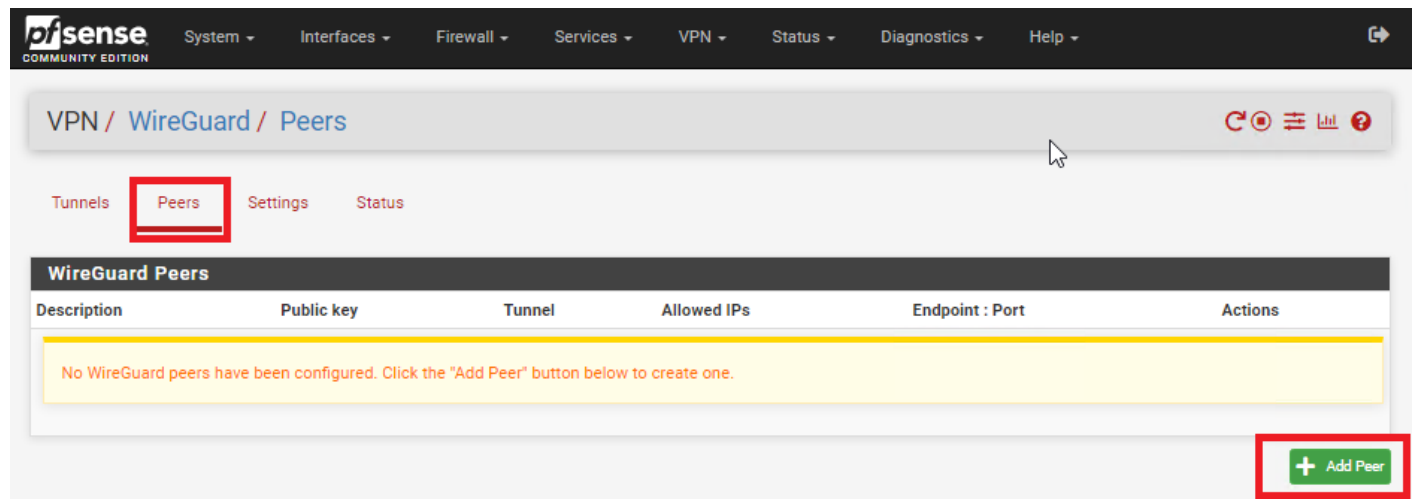 pfsense System Interfaces Firewall Services VPN Status Diagnostics Help
COMMUNITY EDITION
VPN / WireGuard / Peers
Tunnels Peers Settings Status
WireGuard Peers
Description Public key Tunnel Allowed IPs Endpoint : Port Actions
No WireGuard peers have been configured. Click the "Add Peer" button below to create one.
Add Peer